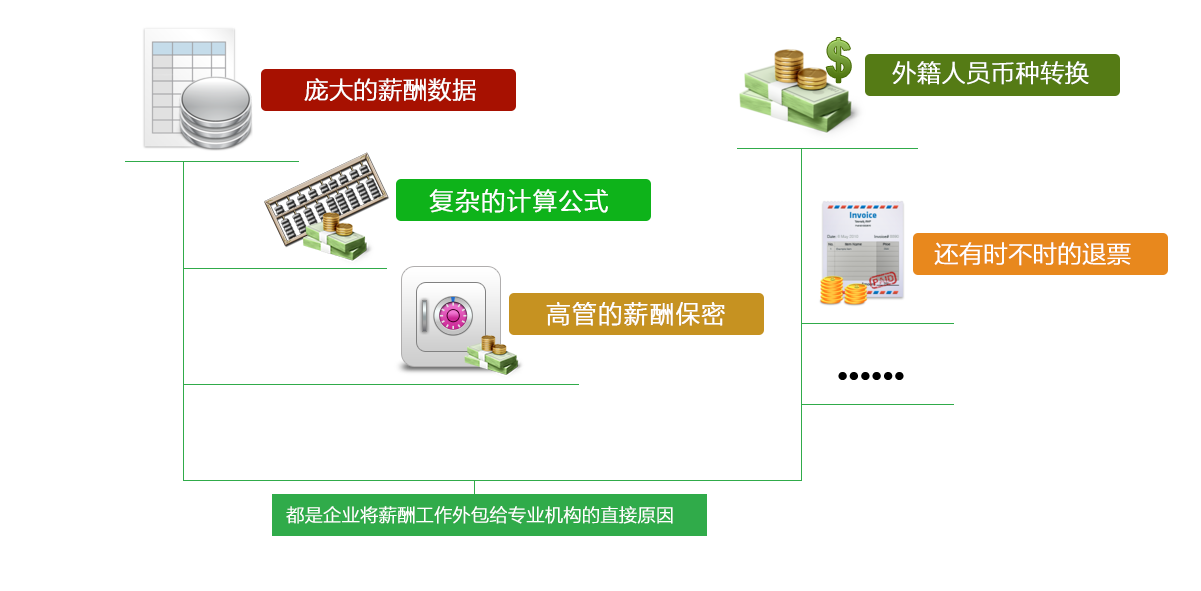 庞大的薪酬数据
复杂的计算公式
高管的薪酬保密
$
外籍人员币种转换
Invoice
PAID
还有时不时的退票
••••••
都是企业将薪酬工作外包给专业机构的直接原因